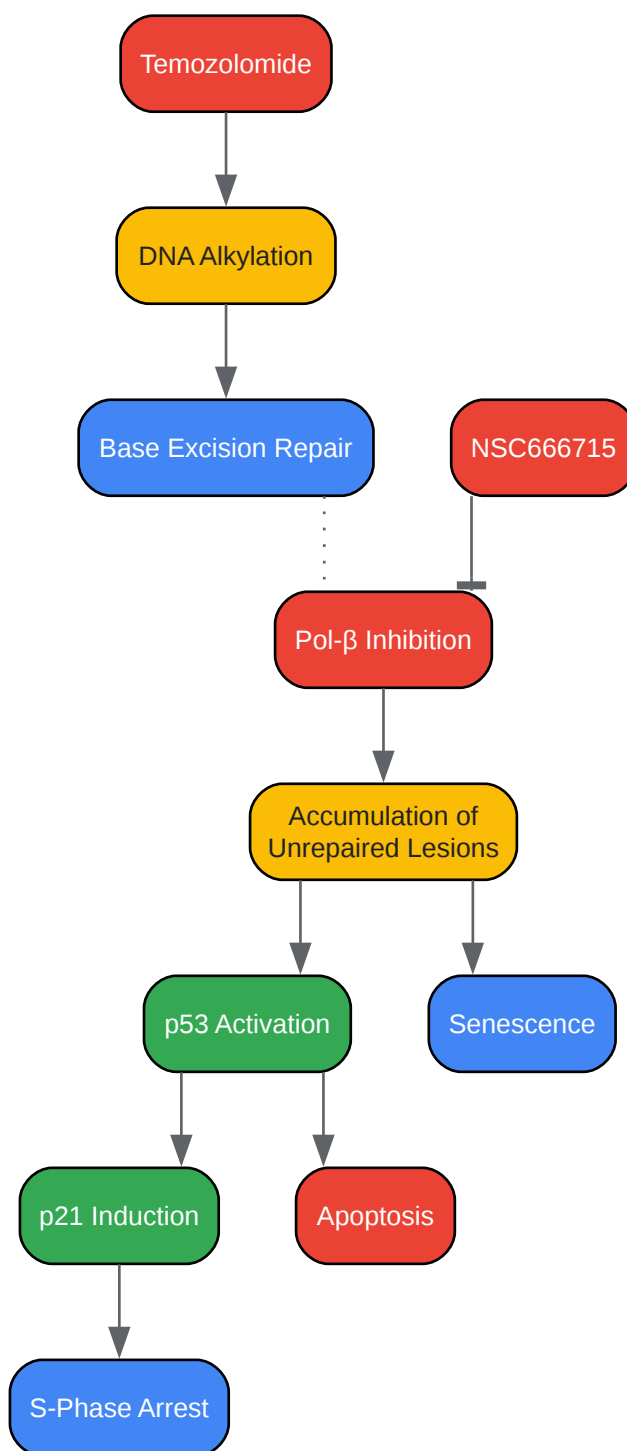 Temozolomide
DNA Alkylation
Base Excision Repair
NSC666715
Pol-β Inhibition
Accumulation of
Unrepaired Lesions
p53 Activation
Senescence
p21 Induction
Apoptosis
S-Phase Arrest